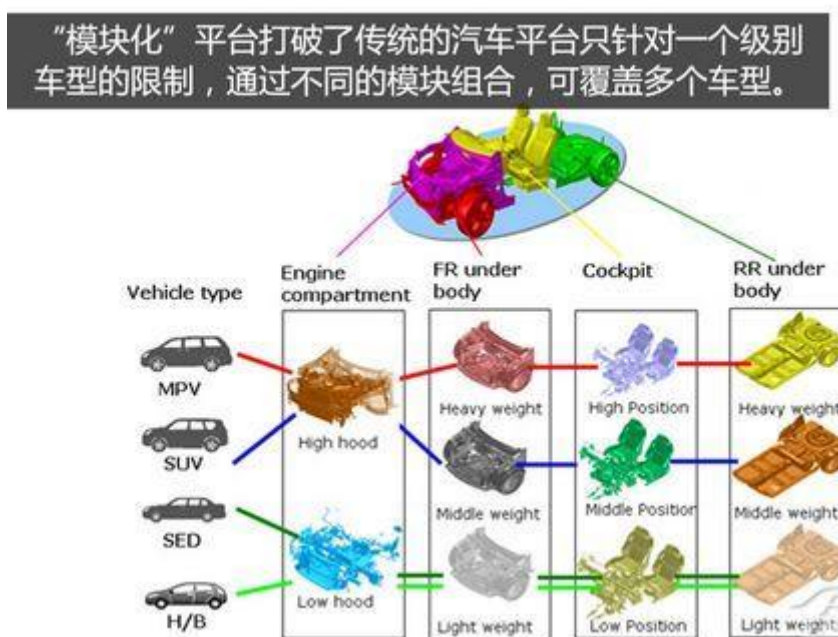 “模块化”平台打破了传统的汽车平台只针对一个级别
车型的限制，通过不同的模块组合，可覆盖多个车型。
Vehicle type
Engine
compartment
FR under
body
Cockpit
RR under
body
MPV
High hood
Heavy weight
High Position
Heavy weight
SUV
Middle weight
Middle Position
Middle weight
SED
H/B
Low hood
Light weight
Low Position
Light weight